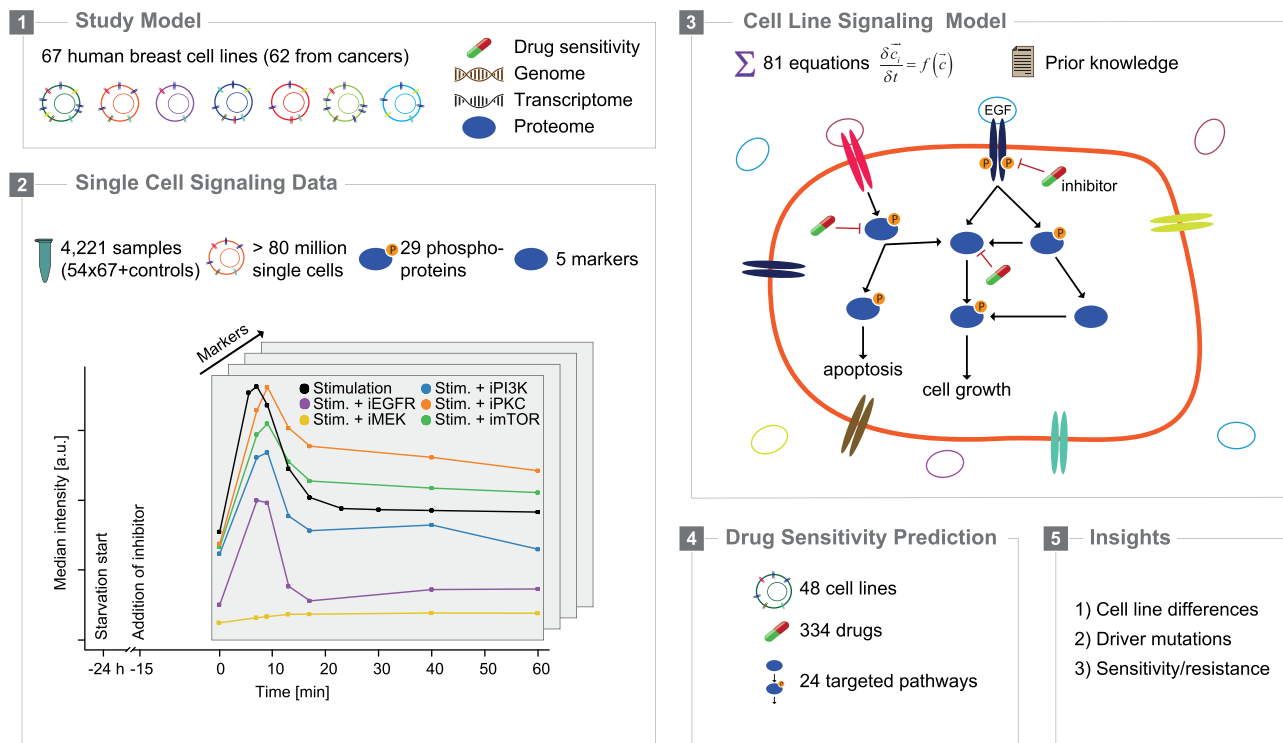 1 Study Model
67 human breast cell lines (62 from cancers)
Drug sensitivity
Genome
Transcriptome
Proteome
2 Single Cell Signaling Data
4,221 samples
(54x67+controls)
> 80 million
single cells
P
29 phospho-
proteins
5 markers
Markers
Stimulation
Stim. + iEGFR
Stim. + iMEK
Stim. + iPI3K
Stim. + iPKC
Stim. + imTOR
Median intensity [a.u.]
Starvation start
Addition of inhibitor
-24 h -15 0 10 20 30 40 50 60
Time [min]
3 Cell Line Signaling Model
∑ 81 equations δc⃗ᵢ/δt = f(c⃗)
Prior knowledge
EGF
P P
inhibitor
P
P
P
P
apoptosis
cell growth
4 Drug Sensitivity Prediction
48 cell lines
334 drugs
P
24 targeted pathways
5 Insights
1) Cell line differences
2) Driver mutations
3) Sensitivity/resistance